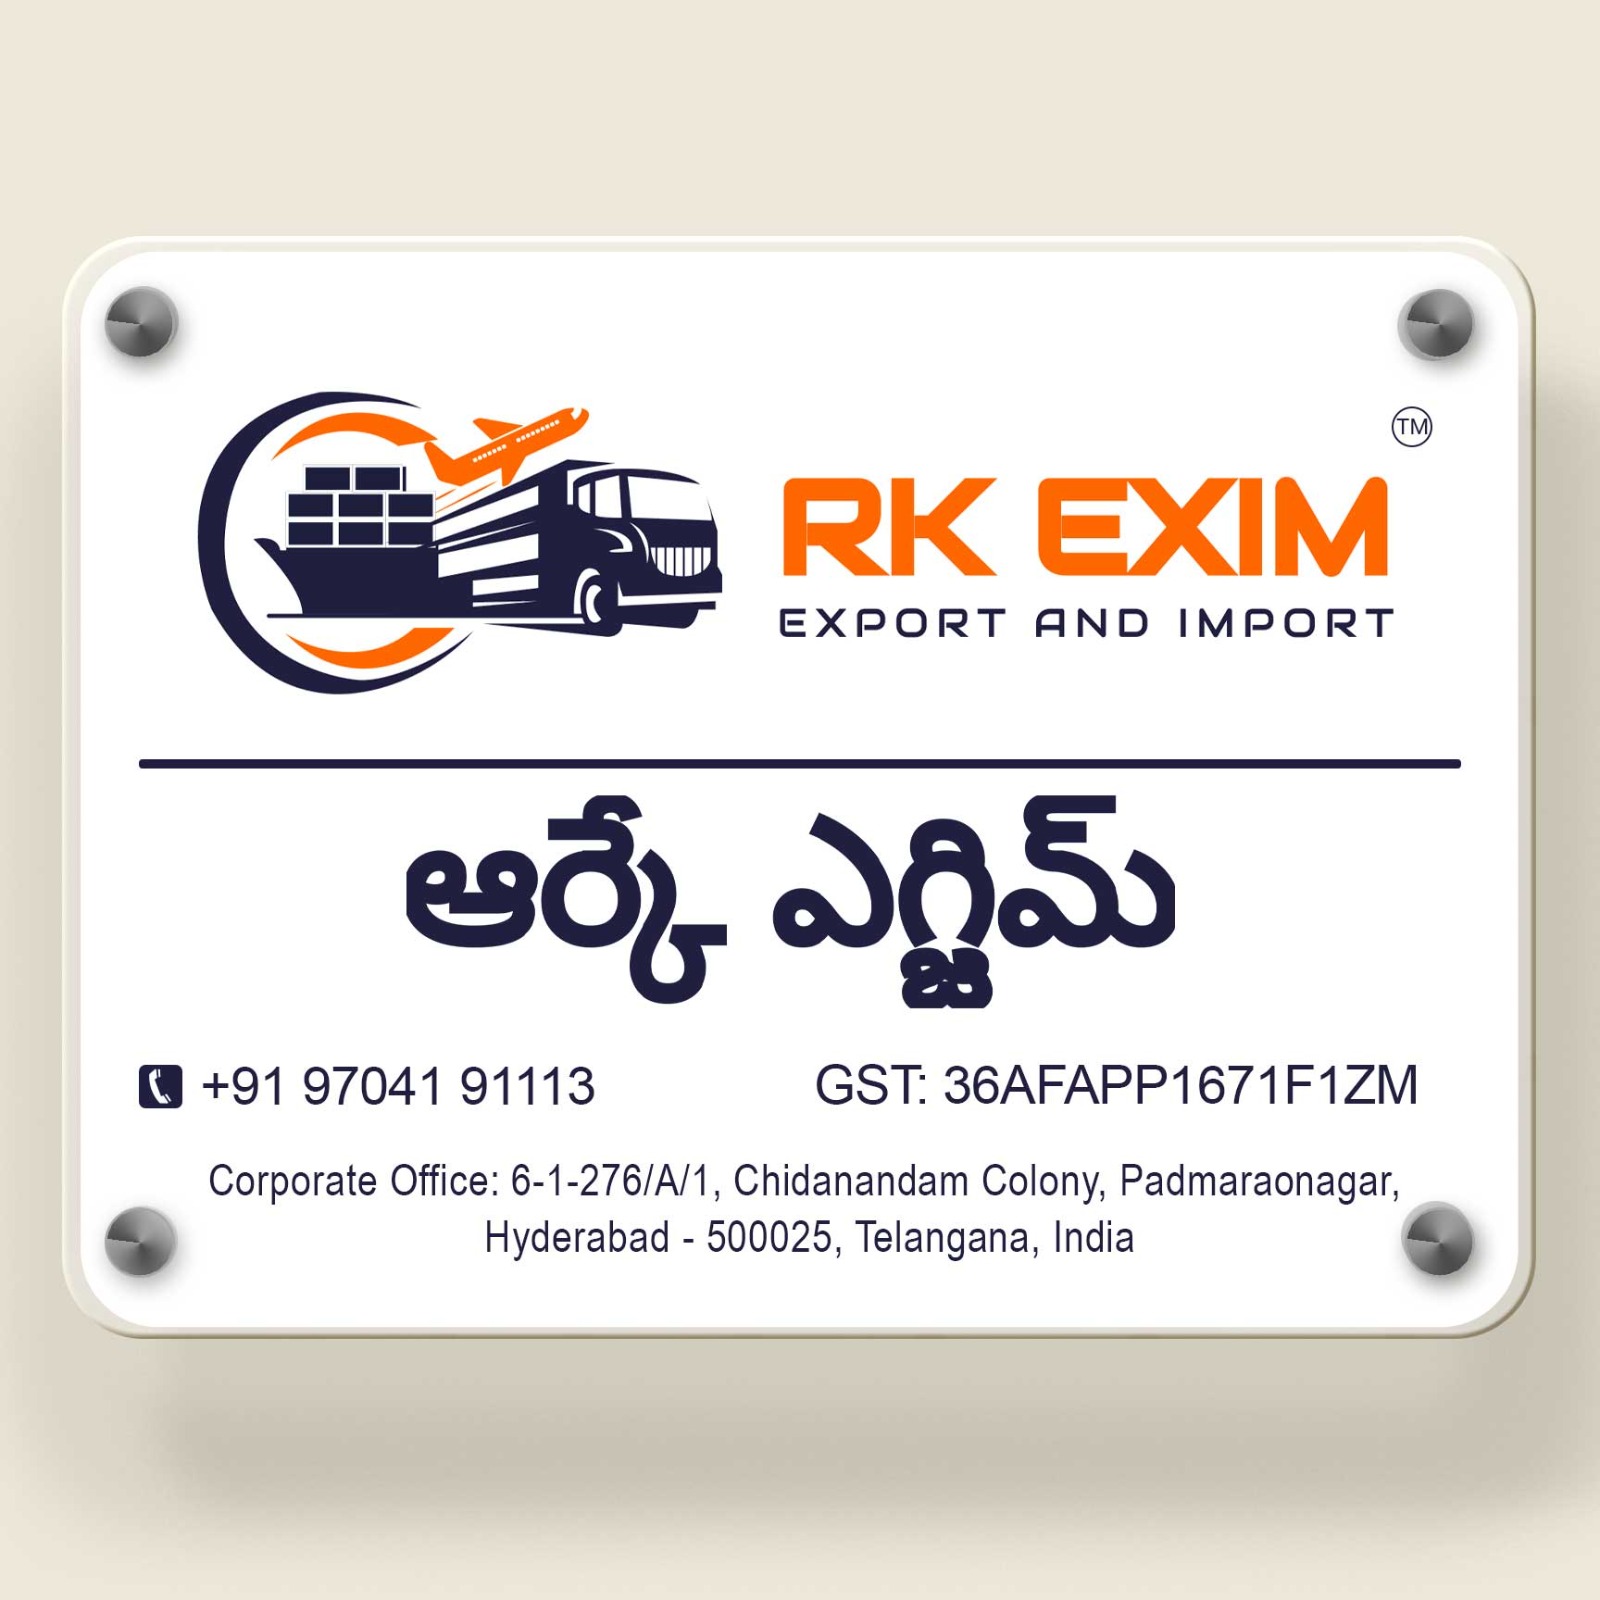 TM
RK EXIM
EXPORT AND IMPORT
ఆర్కే ఎగ్జిమ్
+91 97041 91113
GST: 36AFAPP1671F1ZM
Corporate Office: 6-1-276/A/1, Chidanandam Colony, Padmaraonagar,
Hyderabad - 500025, Telangana, India